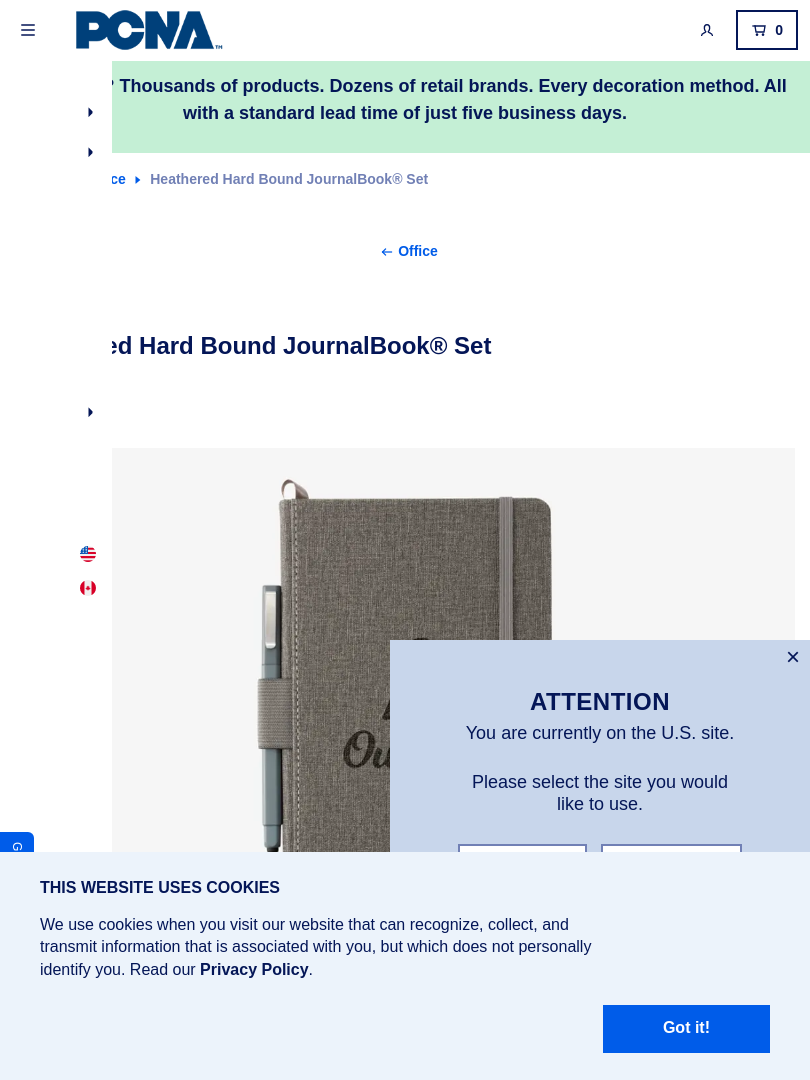 PCNA™
0
Thousands of products. Dozens of retail brands. Every decoration method. All
with a standard lead time of just five business days.
Heathered Hard Bound JournalBook® Set
Office
Hard Bound JournalBook® Set
ATTENTION
You are currently on the U.S. site.
Please select the site you would
like to use.
G
THIS WEBSITE USES COOKIES
We use cookies when you visit our website that can recognize, collect, and
transmit information that is associated with you, but which does not personally
identify you. Read our Privacy Policy.
Got it!